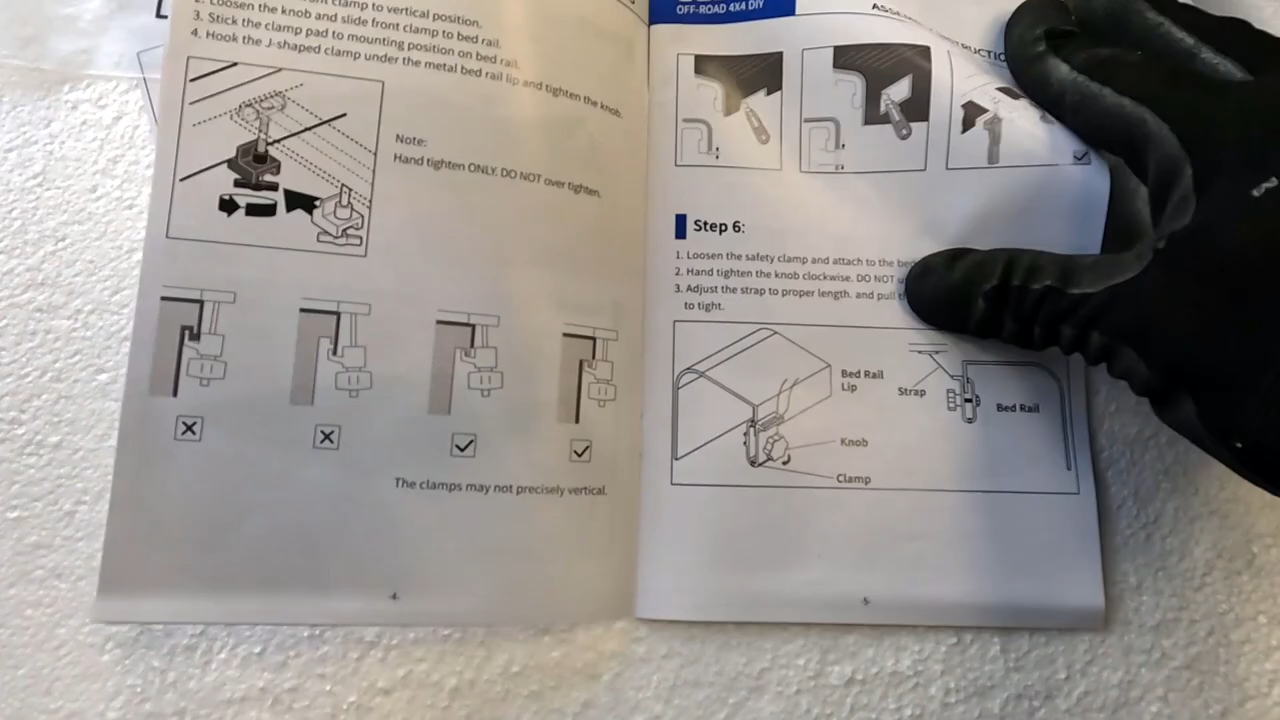 clamp to vertical position.
2. Loosen the knob and slide front clamp to bed rail.
3. Stick the clamp pad to mounting position on bed rail.
4. Hook the J-shaped clamp under the metal bed rail lip and tighten the knob.
Note:
Hand tighten ONLY. DO NOT over tighten.
The clamps may not precisely vertical.
4
OFF-ROAD 4X4 DIY
Step 6:
1. Loosen the safety clamp and attach to the
2. Hand tighten the knob clockwise. DO NOT
3. Adjust the strap to proper length. and pull
to tight.
Bed Rail
Lip
Knob
Clamp
Strap
Bed Rail
5